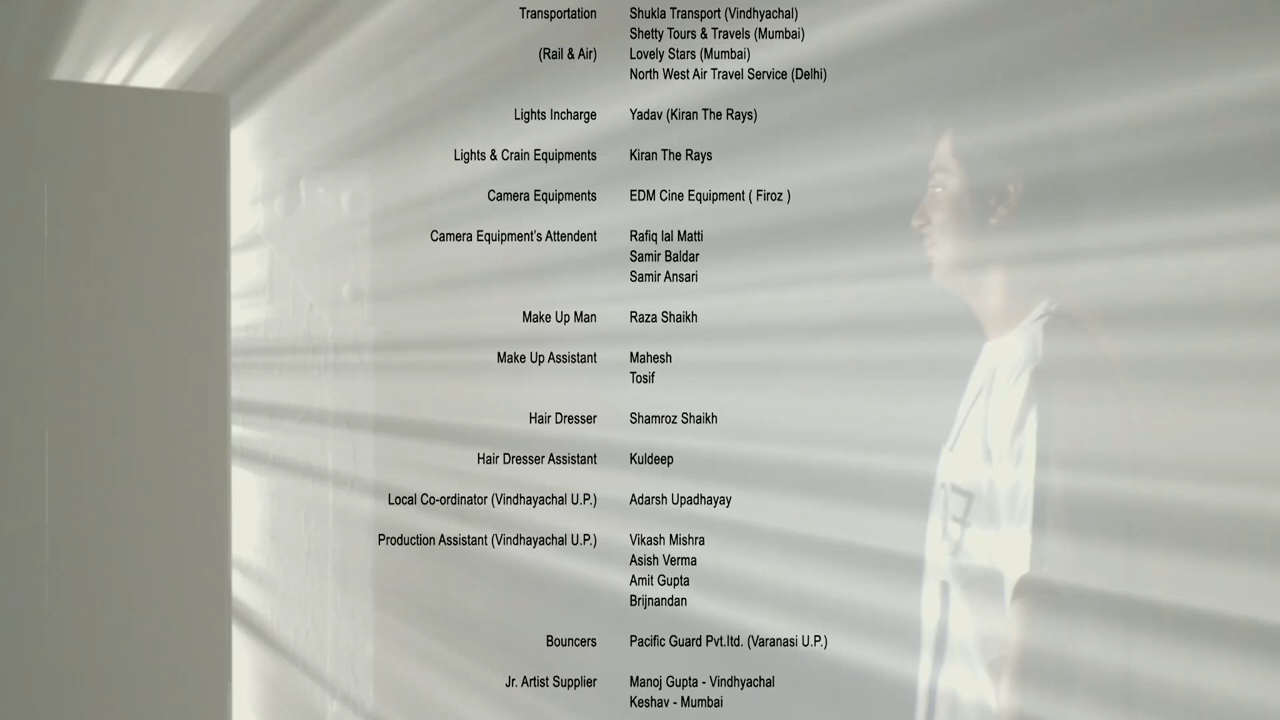 Transportation Shukla Transport (Vindhyachal)
Shetty Tours & Travels (Mumbai)
(Rail & Air) Lovely Stars (Mumbai)
North West Air Travel Service (Delhi)
Lights Incharge Yadav (Kiran The Rays)
Lights & Crain Equipments Kiran The Rays
Camera Equipments EDM Cine Equipment ( Firoz )
Camera Equipment's Attendent Rafiq lal Matti
Samir Baldar
Samir Ansari
Make Up Man Raza Shaikh
Make Up Assistant Mahesh
Tosif
Hair Dresser Shamroz Shaikh
Hair Dresser Assistant Kuldeep
Local Co-ordinator (Vindhayachal U.P.) Adarsh Upadhayay
Production Assistant (Vindhayachal U.P.) Vikash Mishra
Asish Verma
Amit Gupta
Brijnandan
Bouncers Pacific Guard Pvt.ltd. (Varanasi U.P.)
Jr. Artist Supplier Manoj Gupta - Vindhyachal
Keshav - Mumbai
17